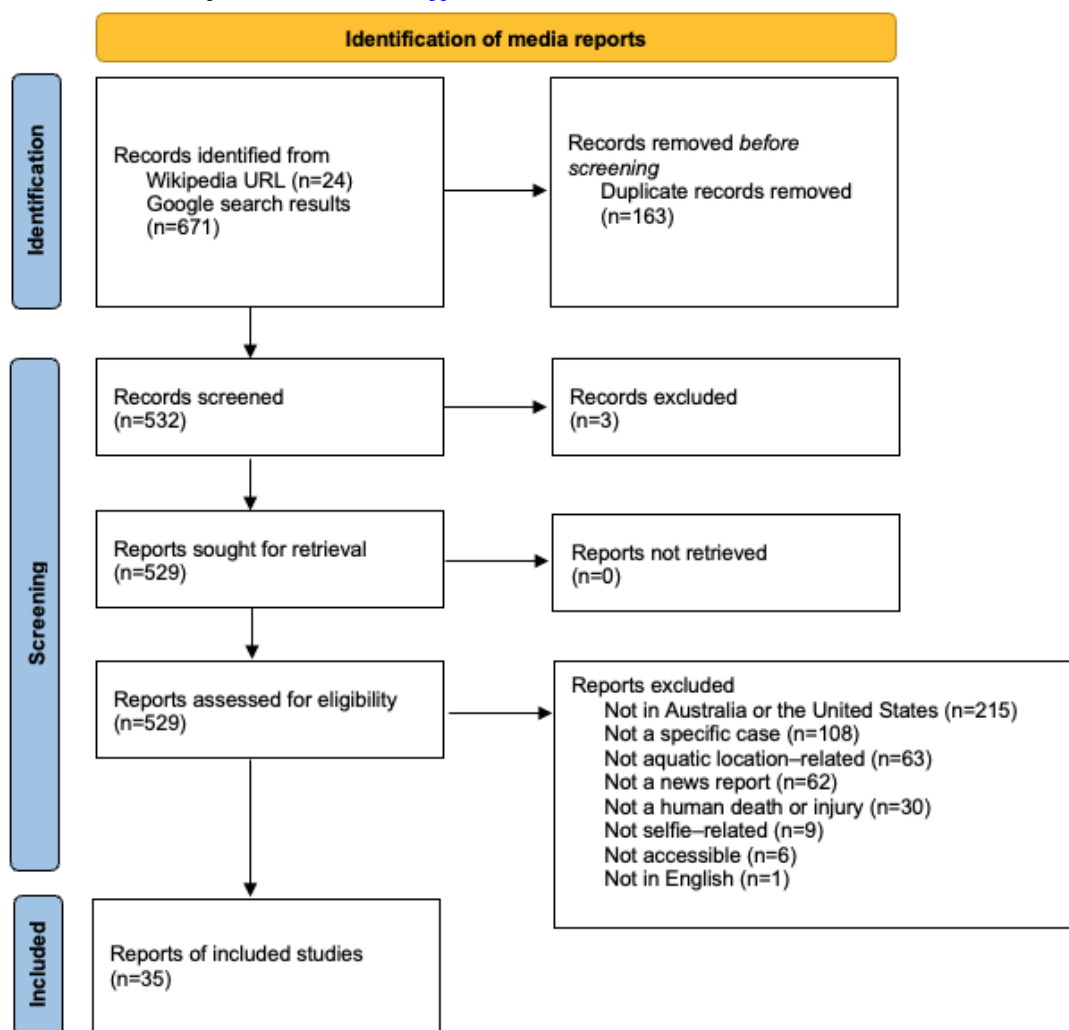 Identification of media reports
Identification
Records identified from
Wikipedia URL (n=24)
Google search results
(n=671)
Records removed before
screening
Duplicate records removed
(n=163)
Screening
Records screened
(n=532)
Records excluded
(n=3)
Reports sought for retrieval
(n=529)
Reports not retrieved
(n=0)
Reports assessed for eligibility
(n=529)
Reports excluded
Not in Australia or the United States (n=215)
Not a specific case (n=108)
Not aquatic location–related (n=63)
Not a news report (n=62)
Not a human death or injury (n=30)
Not selfie–related (n=9)
Not accessible (n=6)
Not in English (n=1)
Included
Reports of included studies
(n=35)